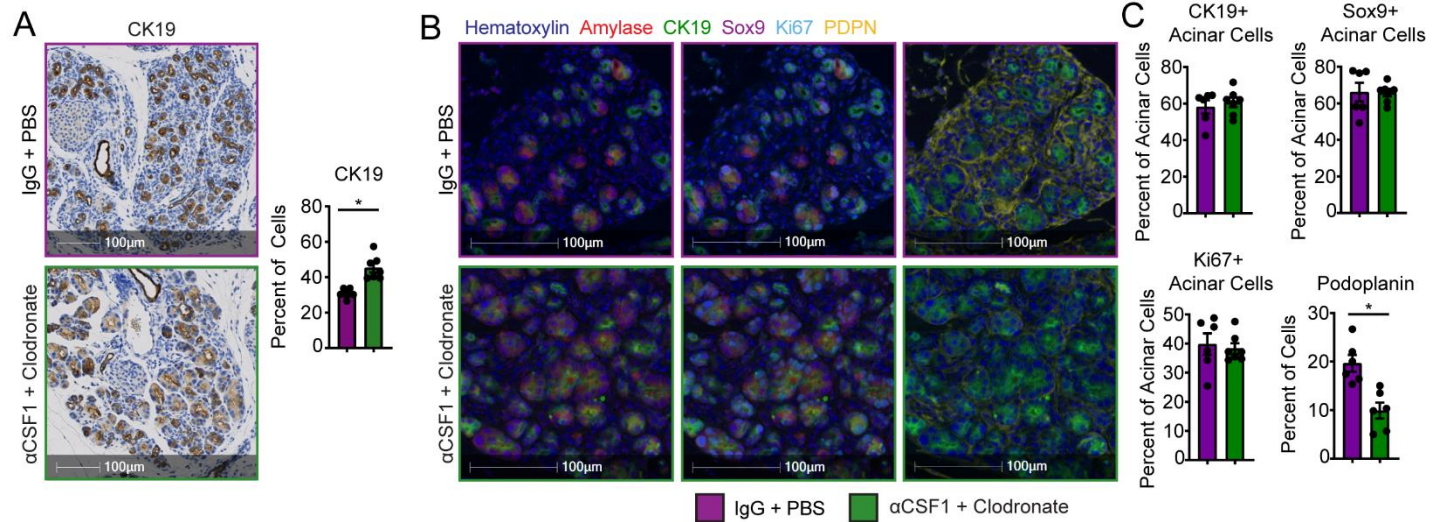 A
CK19
IgG + PBS
100μm
αCSF1 + Clodronate
100μm
CK19
*
Percent of Cells
80
60
40
20
0
B
Hematoxylin Amylase CK19 Sox9 Ki67 PDPN
IgG + PBS
100μm
100μm
100μm
αCSF1 + Clodronate
100μm
100μm
100μm
IgG + PBS
αCSF1 + Clodronate
C
CK19+
Acinar Cells
Percent of Acinar Cells
80
60
40
20
0
Sox9+
Acinar Cells
Percent of Acinar Cells
80
60
40
20
0
Ki67+
Acinar Cells
Percent of Acinar Cells
50
40
30
20
10
0
Podoplanin
*
Percent of Cells
30
20
10
0